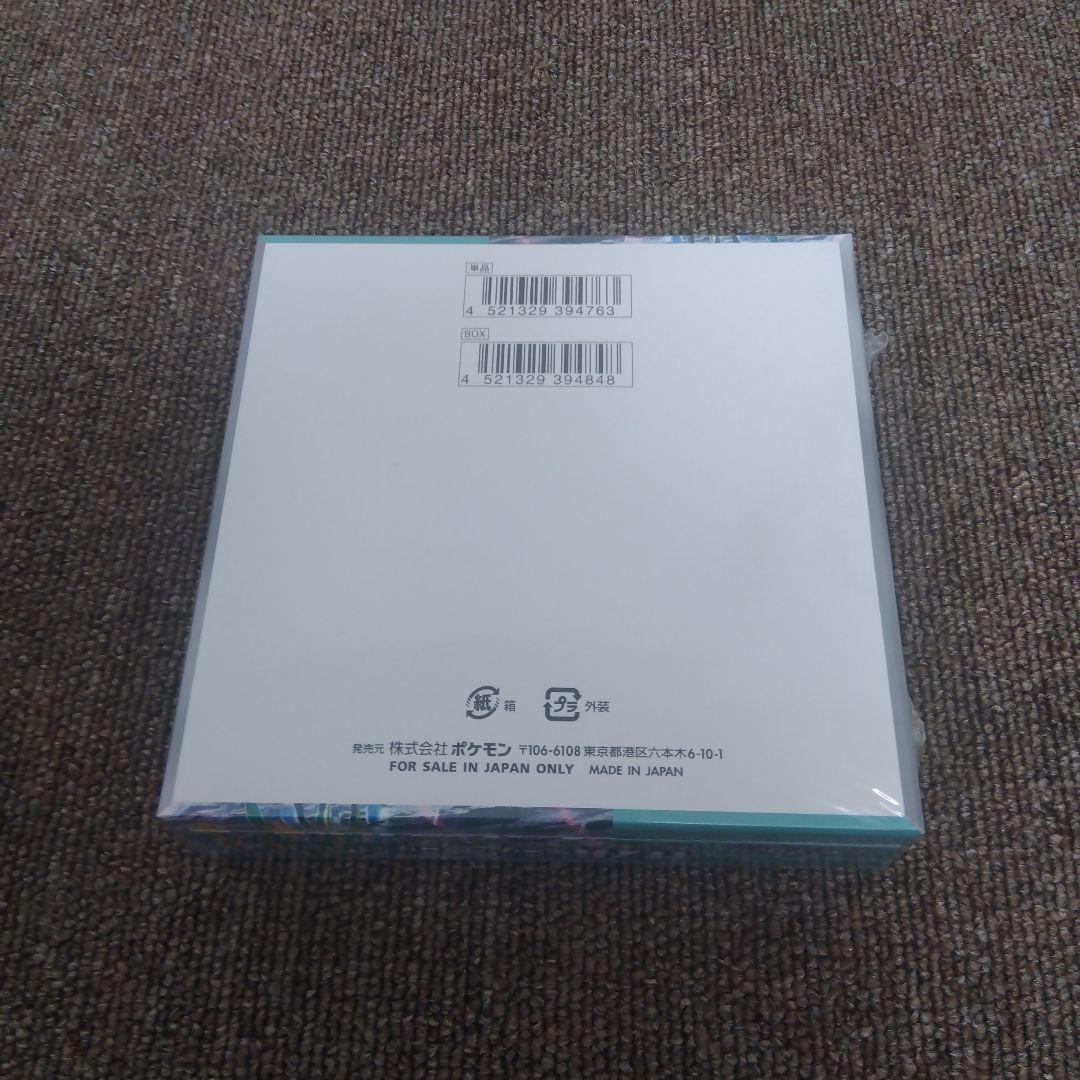 単品
4 521329 394763
BOX
4 521329 394848
紙 箱 プラ 外装
発売元 株式会社 ポケモン 〒106-6108 東京都港区六本木6-10-1
FOR SALE IN JAPAN ONLY MADE IN JAPAN